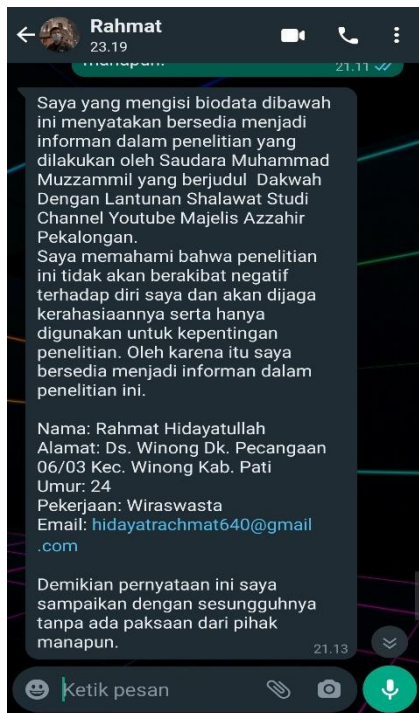 Rahmat
23.19
manapun.
21.11
Saya yang mengisi biodata dibawah
ini menyatakan bersedia menjadi
informan dalam penelitian yang
dilakukan oleh Saudara Muhammad
Muzzammil yang berjudul  Dakwah
Dengan Lantunan Shalawat Studi
Channel Youtube Majelis Azzahir
Pekalongan.
Saya memahami bahwa penelitian
ini tidak akan berakibat negatif
terhadap diri saya dan akan dijaga
kerahasiaannya serta hanya
digunakan untuk kepentingan
penelitian. Oleh karena itu saya
bersedia menjadi informan dalam
penelitian ini.
Nama: Rahmat Hidayatullah
Alamat: Ds. Winong Dk. Pecangaan
06/03 Kec. Winong Kab. Pati
Umur: 24
Pekerjaan: Wiraswasta
Email: hidayatrachmat640@gmail
.com
Demikian pernyataan ini saya
sampaikan dengan sesungguhnya
tanpa ada paksaan dari pihak
manapun.
21.13
Ketik pesan